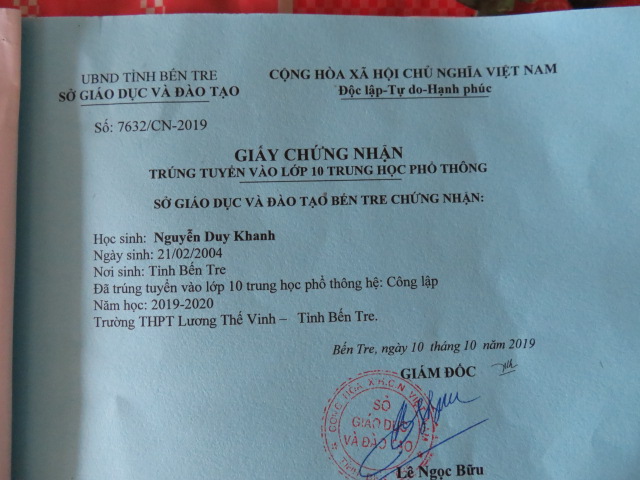 UBND TỈNH BẾN TRE
SỞ GIÁO DỤC VÀ ĐÀO TẠO
CỘNG HÒA XÃ HỘI CHỦ NGHĨA VIỆT NAM
Độc lập-Tự do-Hạnh phúc
Số: 7632/CN-2019
GIẤY CHỨNG NHẬN
TRÚNG TUYỂN VÀO LỚP 10 TRUNG HỌC PHỔ THÔNG
SỞ GIÁO DỤC VÀ ĐÀO TẠO BẾN TRE CHỨNG NHẬN:
Học sinh: Nguyễn Duy Khanh
Ngày sinh: 21/02/2004
Nơi sinh: Tỉnh Bến Tre
Đã trúng tuyển vào lớp 10 trung học phổ thông hệ: Công lập
Năm học: 2019-2020
Trường THPT Lương Thế Vinh – Tỉnh Bến Tre.
Bến Tre, ngày 10 tháng 10 năm 2019
GIÁM ĐỐC
CỘNG HÒA X.H.C.N VIỆT NAM
SỞ
GIÁO DỤC
VÀ ĐÀO TẠO
Lê Ngọc Bữu